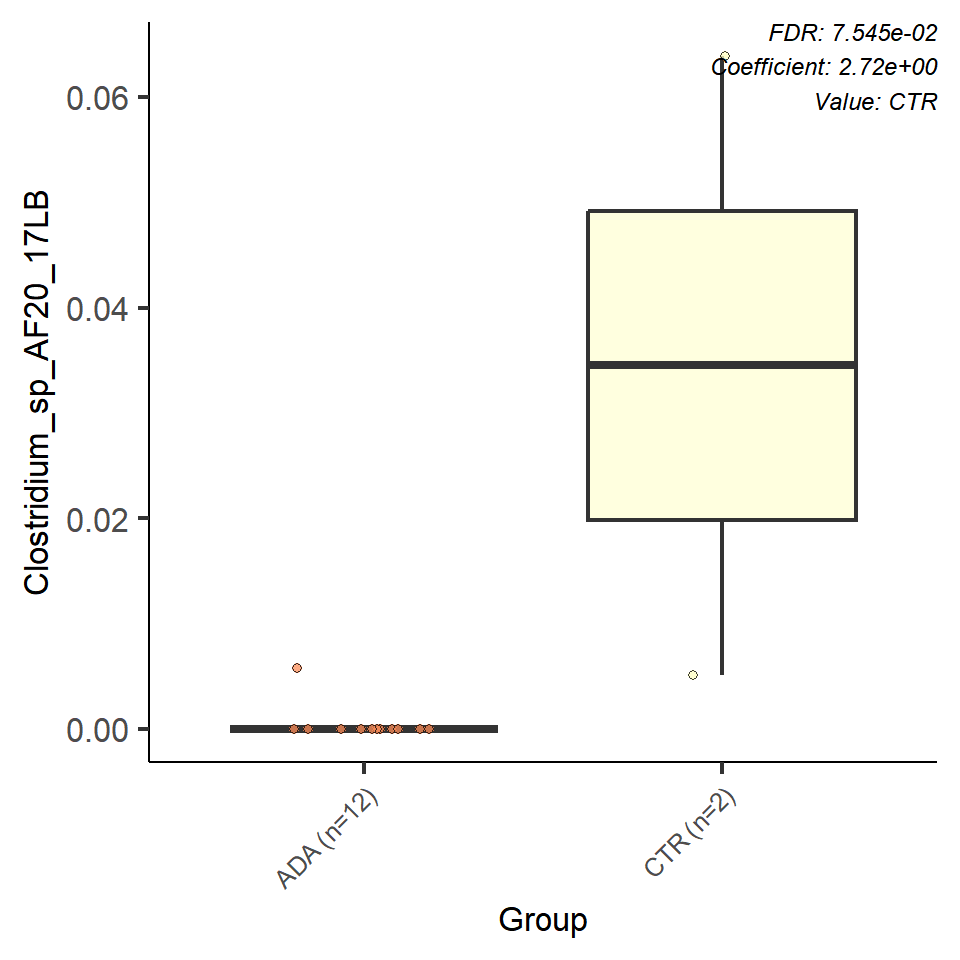 FDR: 7.545e-02
Coefficient: 2.72e+00
Value: CTR
Clostridium_sp_AF20_17LB
0.06
0.04
0.02
0.00
ADA (n=12)
CTR (n=2)
Group